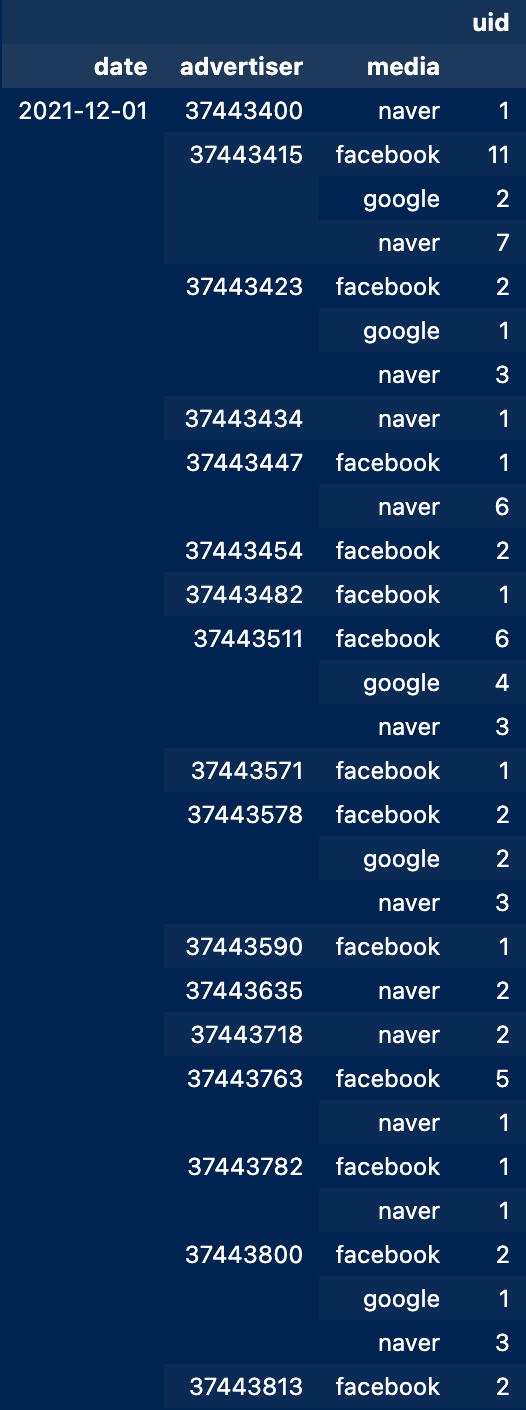 uid
date advertiser media
2021-12-01 37443400 naver 1
37443415 facebook 11
google 2
naver 7
37443423 facebook 2
google 1
naver 3
37443434 naver 1
37443447 facebook 1
naver 6
37443454 facebook 2
37443482 facebook 1
37443511 facebook 6
google 4
naver 3
37443571 facebook 1
37443578 facebook 2
google 2
naver 3
37443590 facebook 1
37443635 naver 2
37443718 naver 2
37443763 facebook 5
naver 1
37443782 facebook 1
naver 1
37443800 facebook 2
google 1
naver 3
37443813 facebook 2